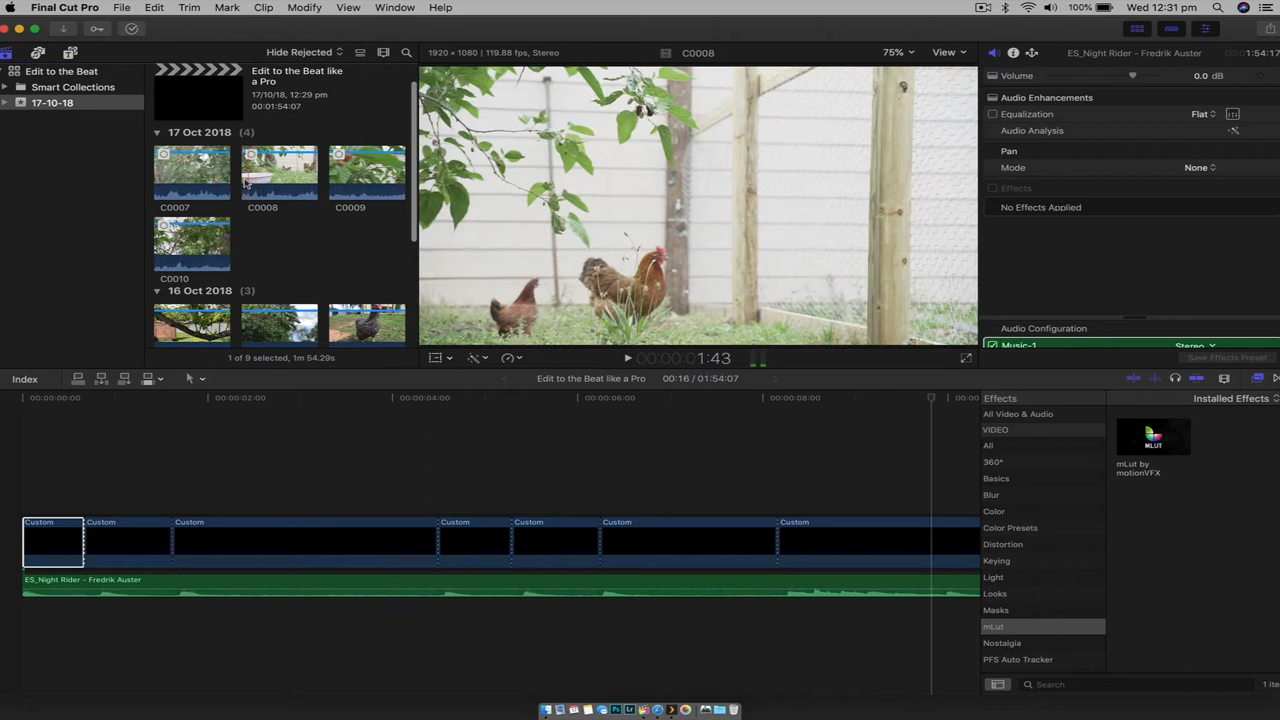 Final Cut Pro File Edit Trim Mark Clip Modify View Window Help
100% Wed 12:31 pm
Hide Rejected
1920 × 1080 | 119.88 fps, Stereo
C0008
75%
View
ES_Night Rider - Fredrik Auster
1:54:17
Edit to the Beat
Smart Collections
17-10-18
Edit to the Beat like
a Pro
17/10/18, 12:29 pm
00:01:54:07
17 Oct 2018 (4)
C0007
C0008
C0009
C0010
16 Oct 2018 (3)
1 of 9 selected, 1m 54.29s
00:00:00:01:43
Volume
0.0 dB
Audio Enhancements
Equalization
Flat
Audio Analysis
Pan
Mode
None
Effects
No Effects Applied
Audio Configuration
Music-1
Stereo
Save Effects Preset
Index
Edit to the Beat like a Pro
00:16 / 01:54:07
00:00:00:00
00:00:02:00
00:00:04:00
00:00:06:00
00:00:08:00
Custom
Custom
Custom
Custom
Custom
Custom
Custom
ES_Night Rider - Fredrik Auster
Effects
Installed Effects
All Video & Audio
VIDEO
All
360°
Basics
Blur
Color
Color Presets
Distortion
Keying
Light
Looks
Masks
mLut
Nostalgia
PFS Auto Tracker
MLUT
mLut by
motionVFX
Search